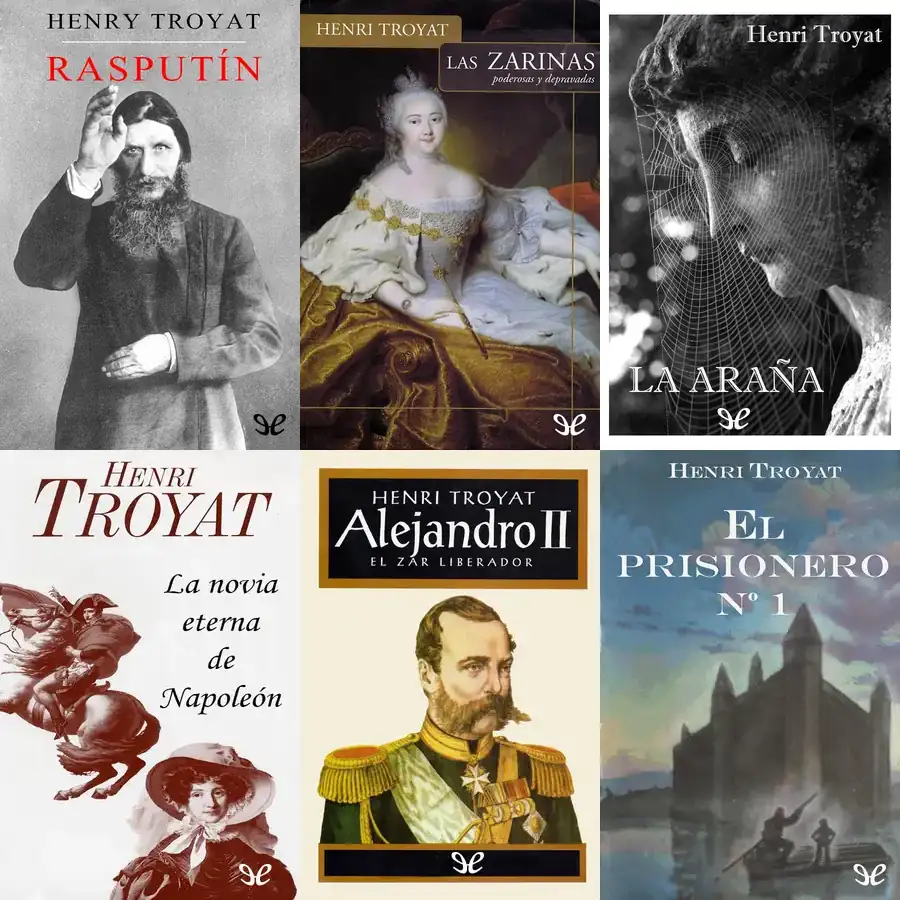 HENRY TROYAT
RASPUTÍN
HENRI TROYAT
LAS ZARINAS
poderosas y depravadas
Henri Troyat
LA ARAÑA
HENRI
TROYAT
La novia
eterna
de
Napoleón
HENRI TROYAT
Alejandro II
EL ZAR LIBERADOR
HENRI TROYAT
EL
PRISIONERO
Nº 1